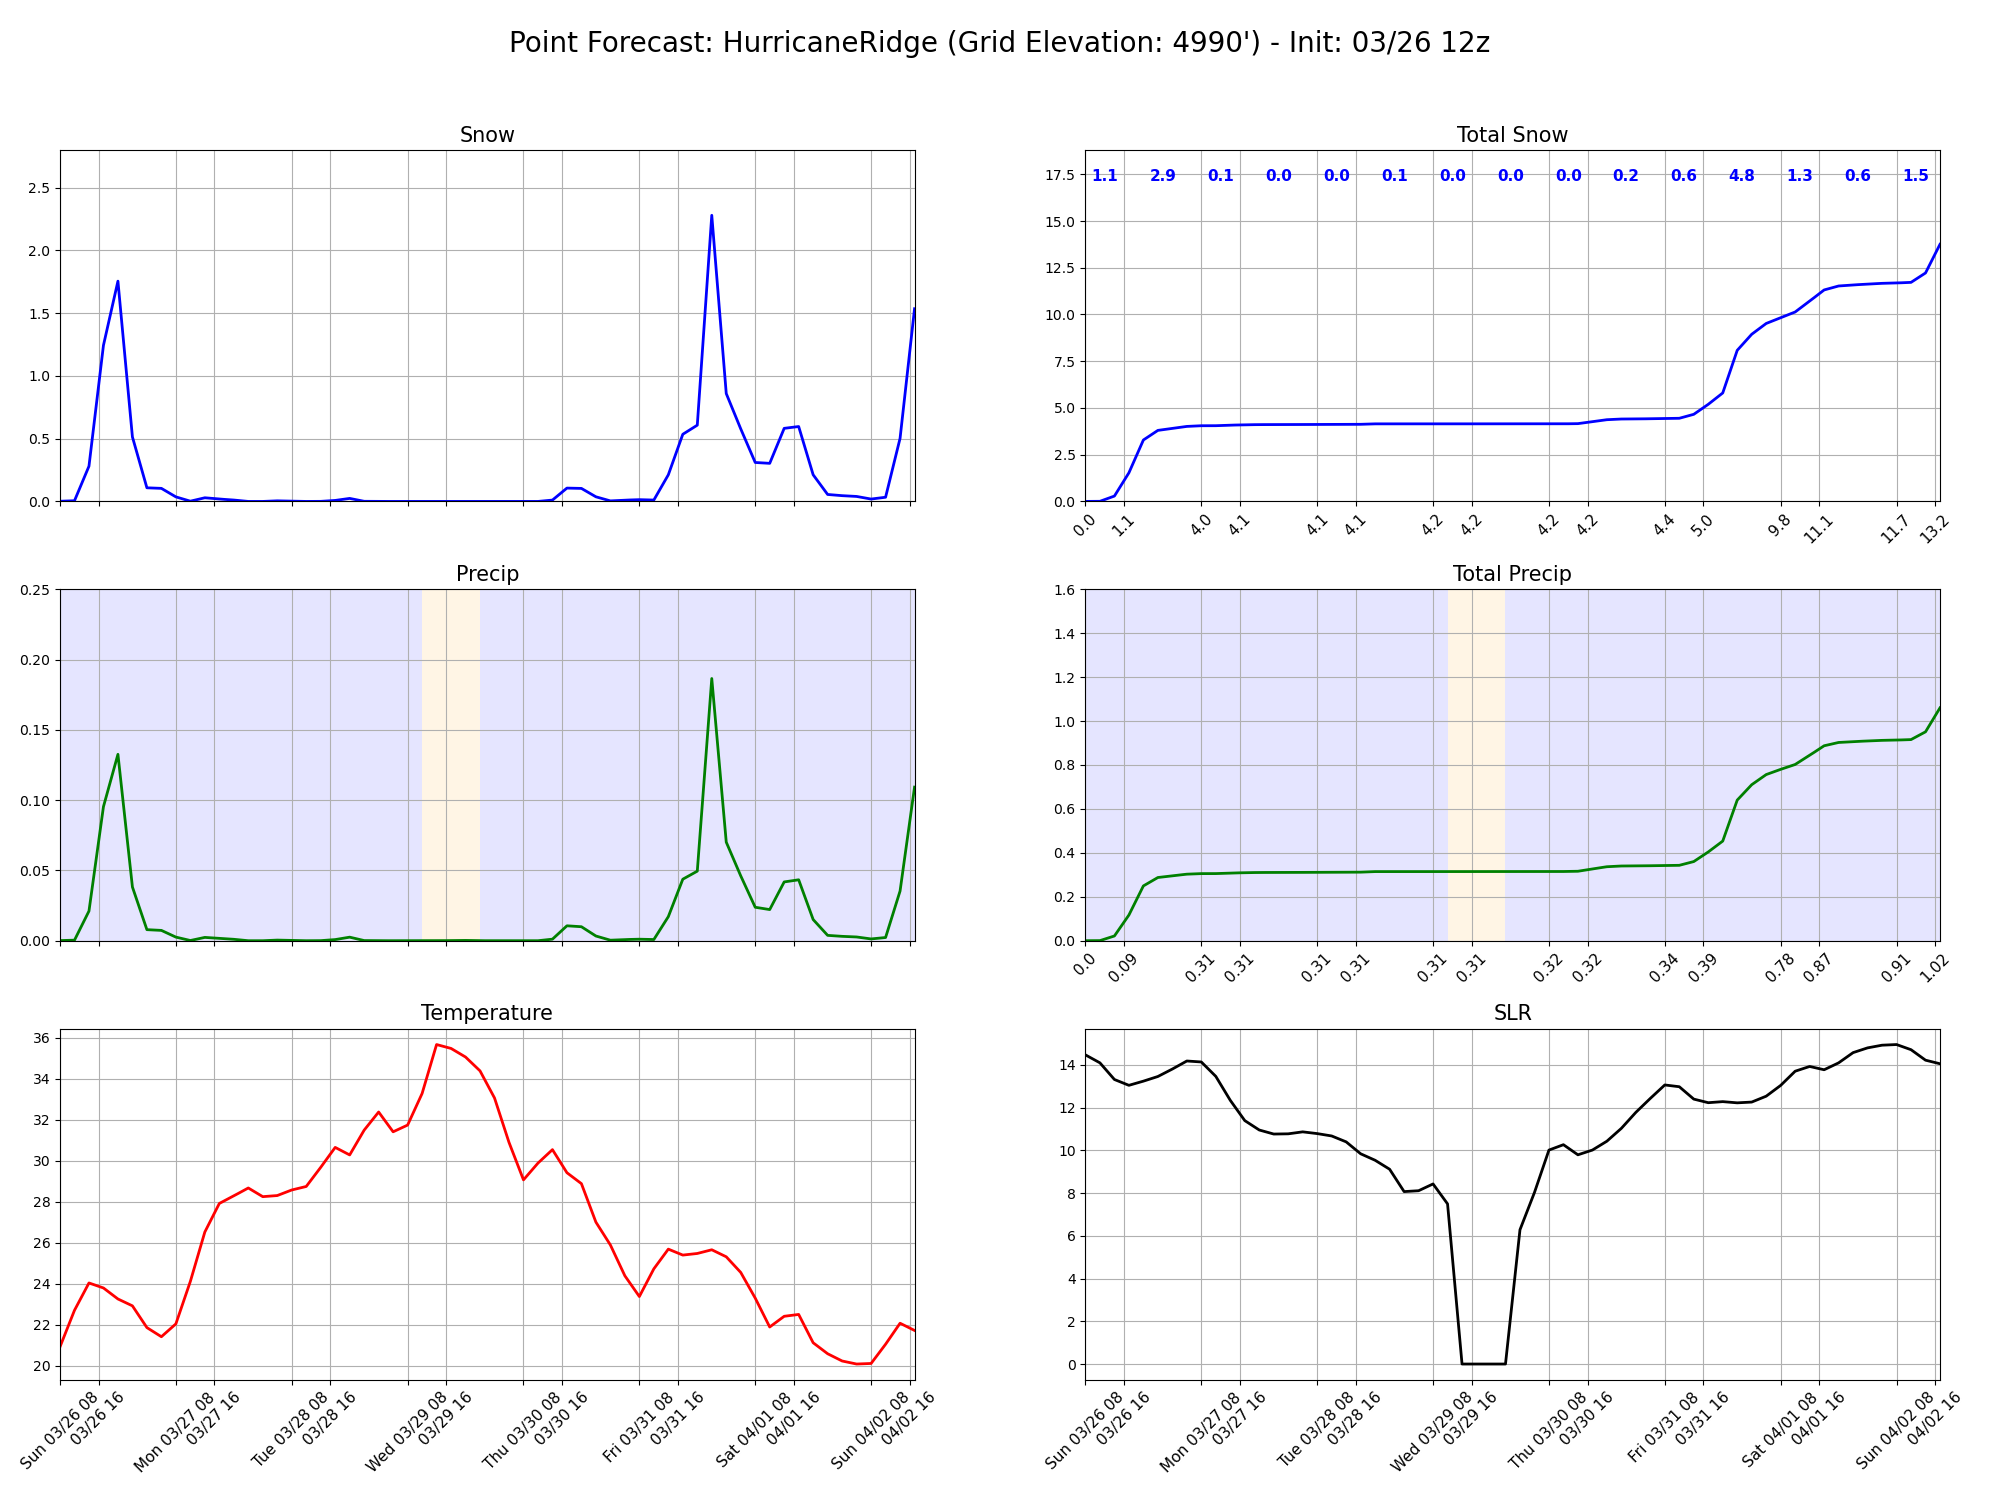 Point Forecast: HurricaneRidge (Grid Elevation: 4990') - Init: 03/26 12z
Snow
2.5
2.0
1.5
1.0
0.5
0.0
Total Snow
17.5
15.0
12.5
10.0
7.5
5.0
2.5
0.0
1.1 2.9 0.1 0.0 0.0 0.1 0.0 0.0 0.0 0.2 0.6 4.8 1.3 0.6 1.5
0.0 1.1 4.0 4.1 4.1 4.1 4.2 4.2 4.2 4.2 4.4 5.0 9.8 11.1 11.7 13.2
Precip
0.25
0.20
0.15
0.10
0.05
0.00
Total Precip
1.6
1.4
1.2
1.0
0.8
0.6
0.4
0.2
0.0
0.0 0.09 0.31 0.31 0.31 0.31 0.31 0.31 0.32 0.32 0.34 0.39 0.78 0.87 0.91 1.02
Temperature
36
34
32
30
28
26
24
22
20
Sun 03/26 08
03/26 16
Mon 03/27 08
03/27 16
Tue 03/28 08
03/28 16
Wed 03/29 08
03/29 16
Thu 03/30 08
03/30 16
Fri 03/31 08
03/31 16
Sat 04/01 08
04/01 16
Sun 04/02 08
04/02 16
SLR
14
12
10
8
6
4
2
0
Sun 03/26 08
03/26 16
Mon 03/27 08
03/27 16
Tue 03/28 08
03/28 16
Wed 03/29 08
03/29 16
Thu 03/30 08
03/30 16
Fri 03/31 08
03/31 16
Sat 04/01 08
04/01 16
Sun 04/02 08
04/02 16